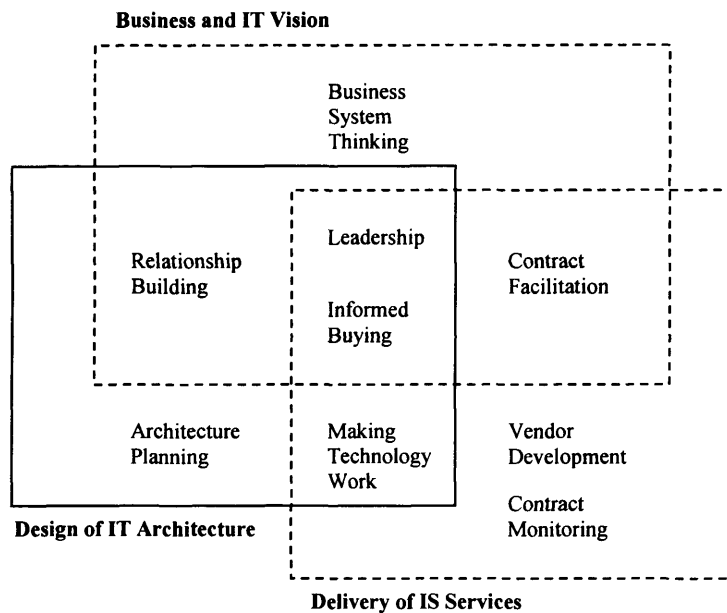 Business and IT Vision
Business
System
Thinking
Relationship
Building
Leadership
Informed
Buying
Contract
Facilitation
Architecture
Planning
Making
Technology
Work
Vendor
Development
Contract
Monitoring
Design of IT Architecture
Delivery of IS Services